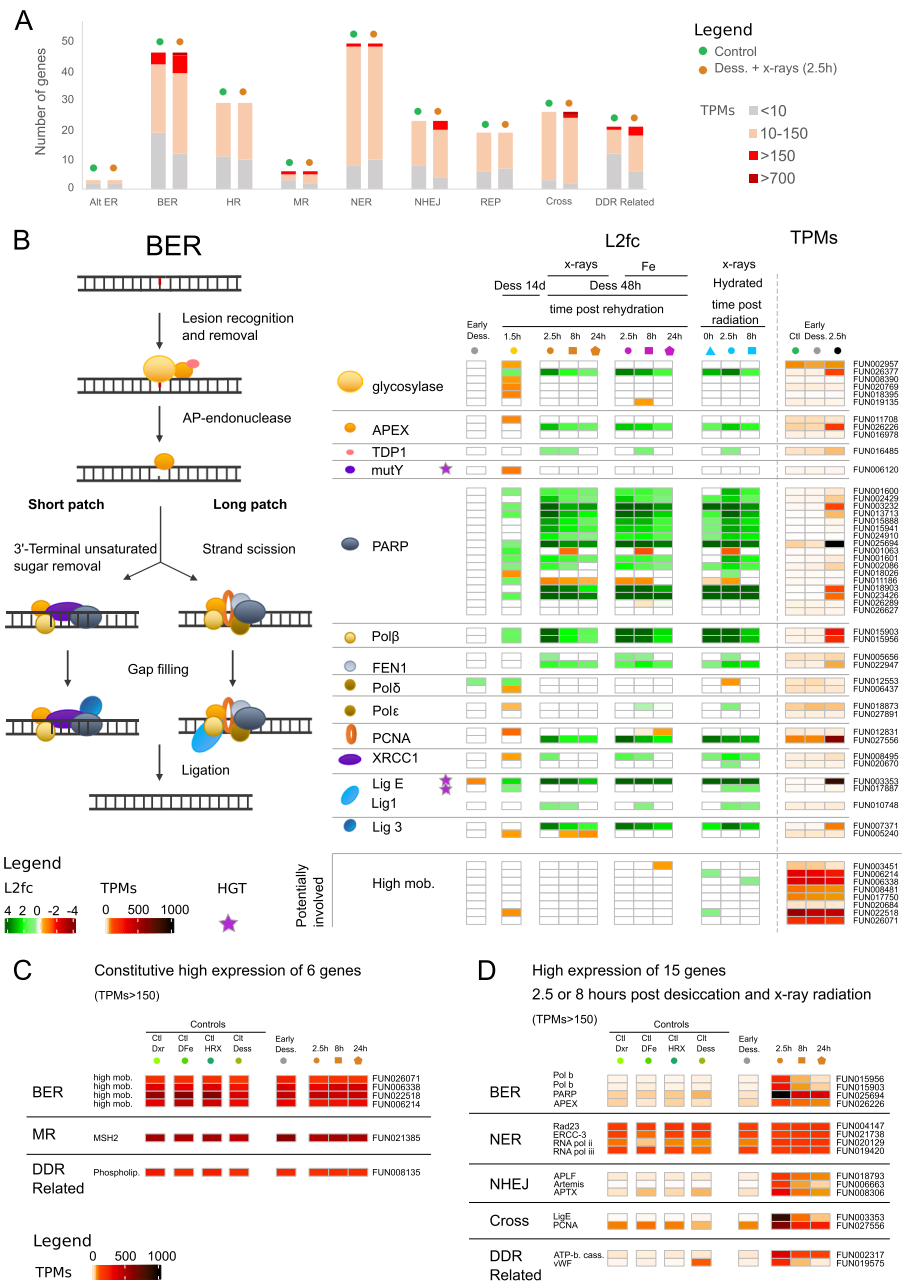 A
Number of genes
50
40
30
20
10
0
Alt ER
BER
HR
MR
NER
NHEJ
REP
Cross
DDR Related
Legend
Control
Dess. + x-rays (2.5h)
TPMs
<10
10-150
>150
>700
B
BER
L2fc
TPMs
x-rays
Fe
x-rays
Dess 14d
Dess 48h
Hydrated
time post rehydration
time post
radiation
Early
Dess.
1.5h
2.5h
8h
24h
2.5h
8h
24h
0h
2.5h
8h
Ctl
Early
Dess.
2.5h
Lesion recognition
and removal
AP-endonuclease
Short patch
Long patch
3'-Terminal unsaturated
sugar removal
Strand scission
Gap filling
Ligation
glycosylase
FUN002957
FUN026377
FUN008390
FUN020769
FUN018395
FUN019135
APEX
FUN011708
FUN026226
FUN016978
TDP1
FUN016485
mutY
FUN006120
PARP
FUN001600
FUN002429
FUN003232
FUN013713
FUN015888
FUN015941
FUN024910
FUN025694
FUN001063
FUN001601
FUN002086
FUN018026
FUN011186
FUN018903
FUN023426
FUN026289
FUN026627
Polβ
FUN015903
FUN015956
FEN1
FUN005656
FUN022947
Polδ
FUN012553
FUN006437
Polε
FUN018873
FUN027891
PCNA
FUN012831
FUN027556
XRCC1
FUN008495
FUN020670
Lig E
FUN003353
FUN017887
Lig1
FUN010748
Lig 3
FUN007371
FUN005240
Potentially
involved
High mob.
FUN003451
FUN006214
FUN006338
FUN008481
FUN017750
FUN020684
FUN022518
FUN026071
Legend
L2fc
TPMs
HGT
4 2 -2 -4
0 500 1000
C
Constitutive high expression of 6 genes
(TPMs>150)
Controls
Ctl
Dxr
Ctl
DFe
Ctl
HRX
Clt
Dess
Early
Dess.
2.5h
8h
24h
BER
high mob.
FUN026071
high mob.
FUN006338
high mob.
FUN022518
high mob.
FUN006214
MR
MSH2
FUN021385
DDR
Related
Phospholip.
FUN008135
Legend
TPMs
0 500 1000
D
High expression of 15 genes
2.5 or 8 hours post desiccation and x-ray radiation
(TPMs>150)
Controls
Ctl
Dxr
Ctl
DFe
Ctl
HRX
Clt
Dess
Early
Dess.
2.5h
8h
24h
BER
Pol b
FUN015956
Pol b
FUN015903
PARP
FUN025694
APEX
FUN026226
NER
Rad23
FUN004147
ERCC-3
FUN021738
RNA pol ii
FUN020129
RNA pol iii
FUN019420
NHEJ
APLF
FUN018793
Artemis
FUN006663
APTX
FUN008306
Cross
LigE
FUN003353
PCNA
FUN027556
DDR
Related
ATP-b. cass.
FUN002317
vWF
FUN019575